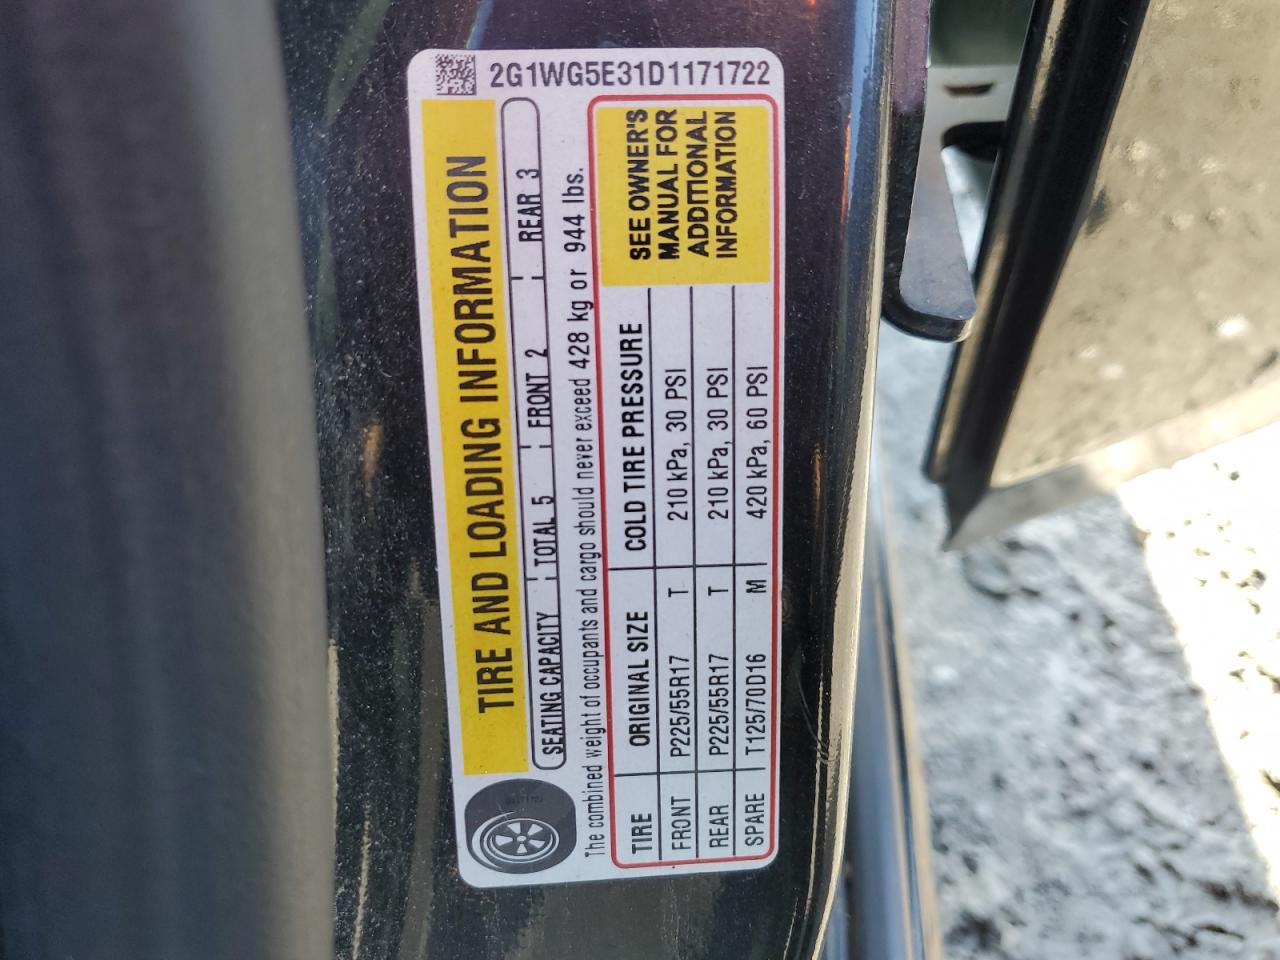 2G1WG5E31D1171722
TIRE AND LOADING INFORMATION
SEATING CAPACITY TOTAL 5 FRONT 2 REAR 3
The combined weight of occupants and cargo should never exceed 428 kg or 944 lbs.
TIRE ORIGINAL SIZE COLD TIRE PRESSURE
FRONT P225/55R17 T 210 kPa, 30 PSI
REAR P225/55R17 T 210 kPa, 30 PSI
SPARE T125/70D16 M 420 kPa, 60 PSI
SEE OWNER'S
MANUAL FOR
ADDITIONAL
INFORMATION